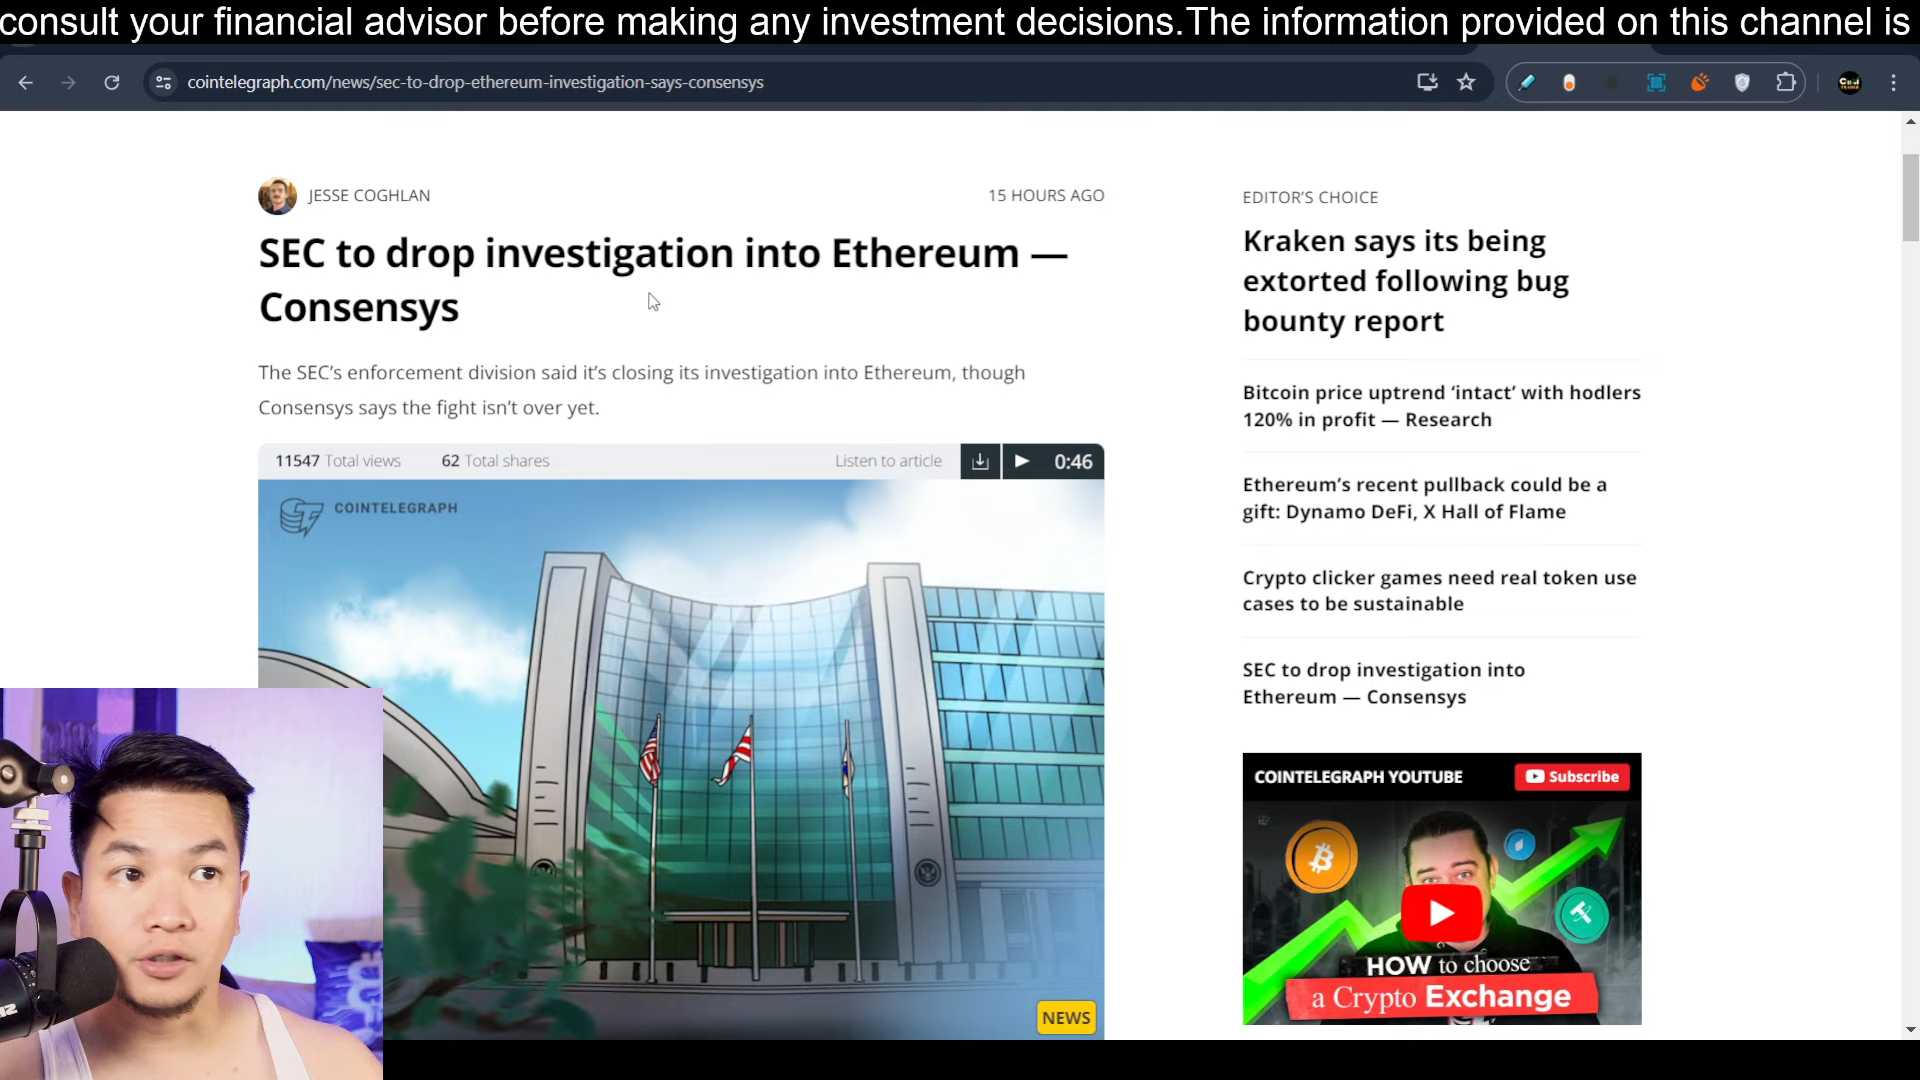 consult your financial advisor before making any investment decisions.The information provided on this channel is
cointelegraph.com/news/sec-to-drop-ethereum-investigation-says-consensys
JESSE COGHLAN
15 HOURS AGO
SEC to drop investigation into Ethereum —
Consensys
The SEC’s enforcement division said it’s closing its investigation into Ethereum, though
Consensys says the fight isn’t over yet.
11547 Total views
62 Total shares
Listen to article
0:46
COINTELEGRAPH
NEWS
EDITOR’S CHOICE
Kraken says its being
extorted following bug
bounty report
Bitcoin price uptrend ‘intact’ with hodlers
120% in profit — Research
Ethereum’s recent pullback could be a
gift: Dynamo DeFi, X Hall of Flame
Crypto clicker games need real token use
cases to be sustainable
SEC to drop investigation into
Ethereum — Consensys
COINTELEGRAPH YOUTUBE
Subscribe
HOW to choose
a Crypto Exchange